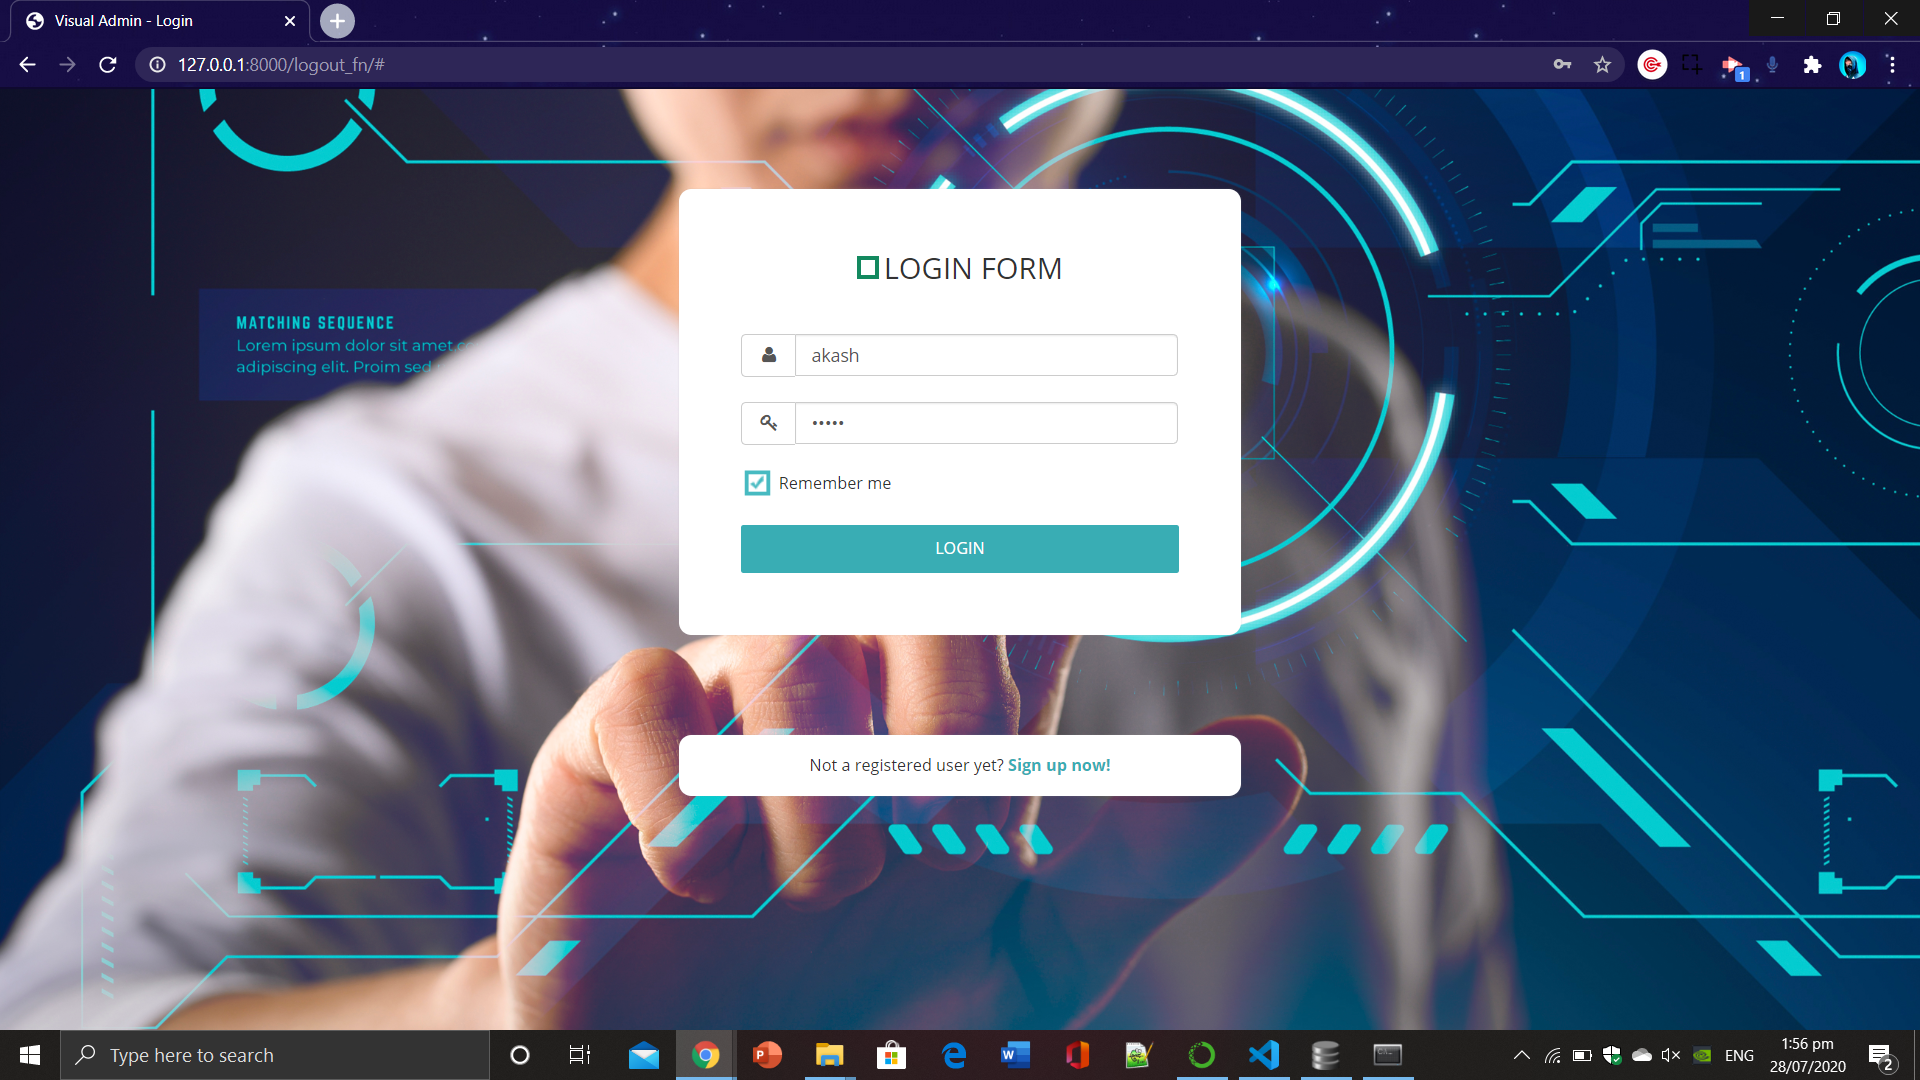 Visual Admin - Login
127.0.0.1:8000/logout_fn/#
1
MATCHING SEQUENCE
Lorem ipsum dolor sit amet,co
adipiscing elit. Proim sed
LOGIN FORM
akash
•••••
Remember me
LOGIN
Not a registered user yet? Sign up now!
Type here to search
ENG
1:56 pm
28/07/2020
2